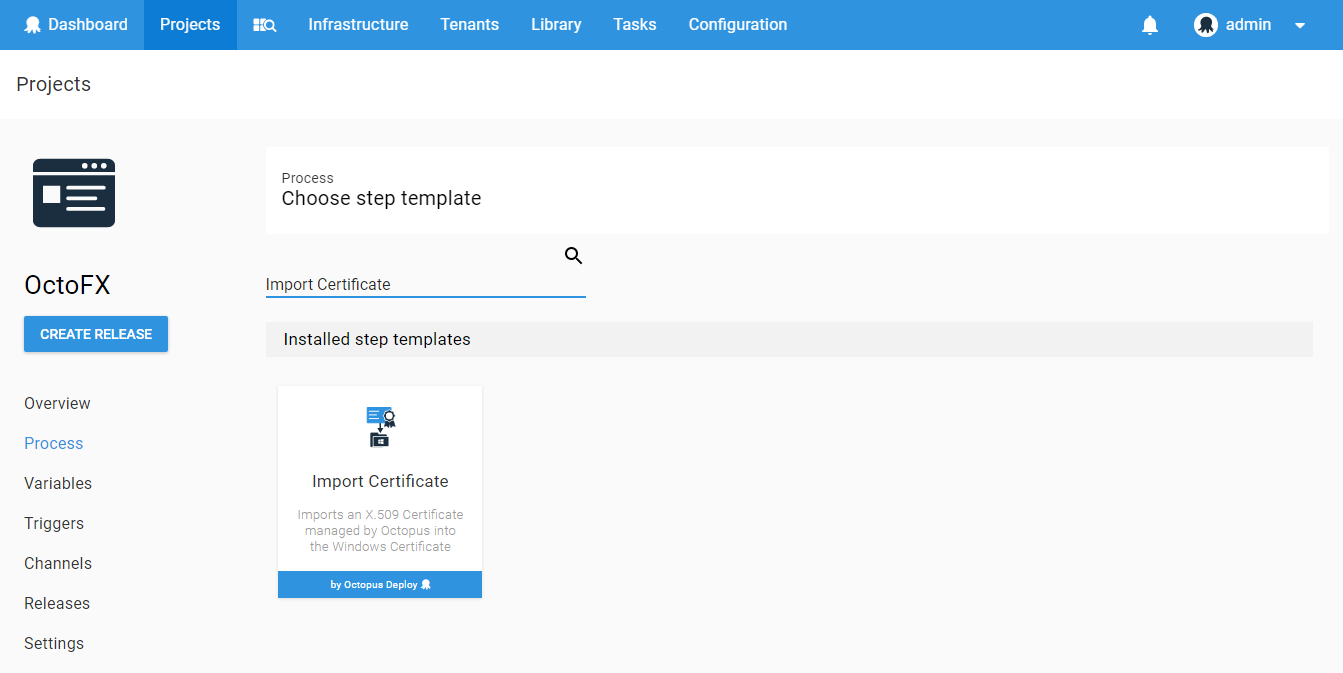 Dashboard Projects Infrastructure Tenants Library Tasks Configuration admin
Projects
Process
Choose step template
OctoFX
Import Certificate
CREATE RELEASE
Installed step templates
Overview
Process
Variables
Triggers
Channels
Releases
Settings
Import Certificate
Imports an X.509 Certificate
managed by Octopus into
the Windows Certificate
by Octopus Deploy